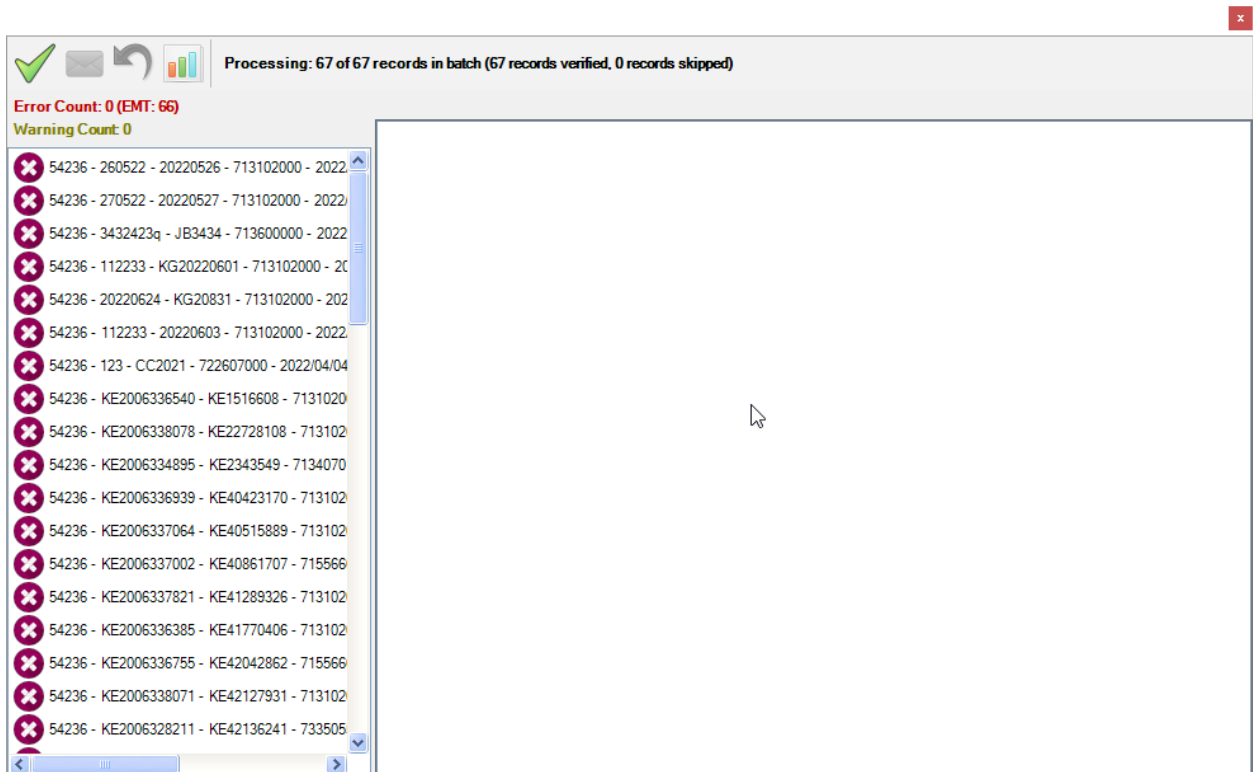 x
Processing: 67 of 67 records in batch (67 records verified, 0 records skipped)
Error Count: 0 (EMT: 66)
Warning Count: 0
54236 - 260522 - 20220526 - 713102000 - 2022/
54236 - 270522 - 20220527 - 713102000 - 2022/
54236 - 3432423q - JB3434 - 713600000 - 2022
54236 - 112233 - KG20220601 - 713102000 - 20
54236 - 20220624 - KG20831 - 713102000 - 202
54236 - 112233 - 20220603 - 713102000 - 2022/
54236 - 123 - CC2021 - 722607000 - 2022/04/04
54236 - KE2006336540 - KE1516608 - 7131020
54236 - KE2006338078 - KE22728108 - 713102
54236 - KE2006334895 - KE2343549 - 7134070
54236 - KE2006336939 - KE40423170 - 713102
54236 - KE2006337064 - KE40515889 - 713102
54236 - KE2006337002 - KE40861707 - 715566
54236 - KE2006337821 - KE41289326 - 713102
54236 - KE2006336385 - KE41770406 - 713102
54236 - KE2006336755 - KE42042862 - 715566
54236 - KE2006338071 - KE42127931 - 713102
54236 - KE2006328211 - KE42136241 - 733505